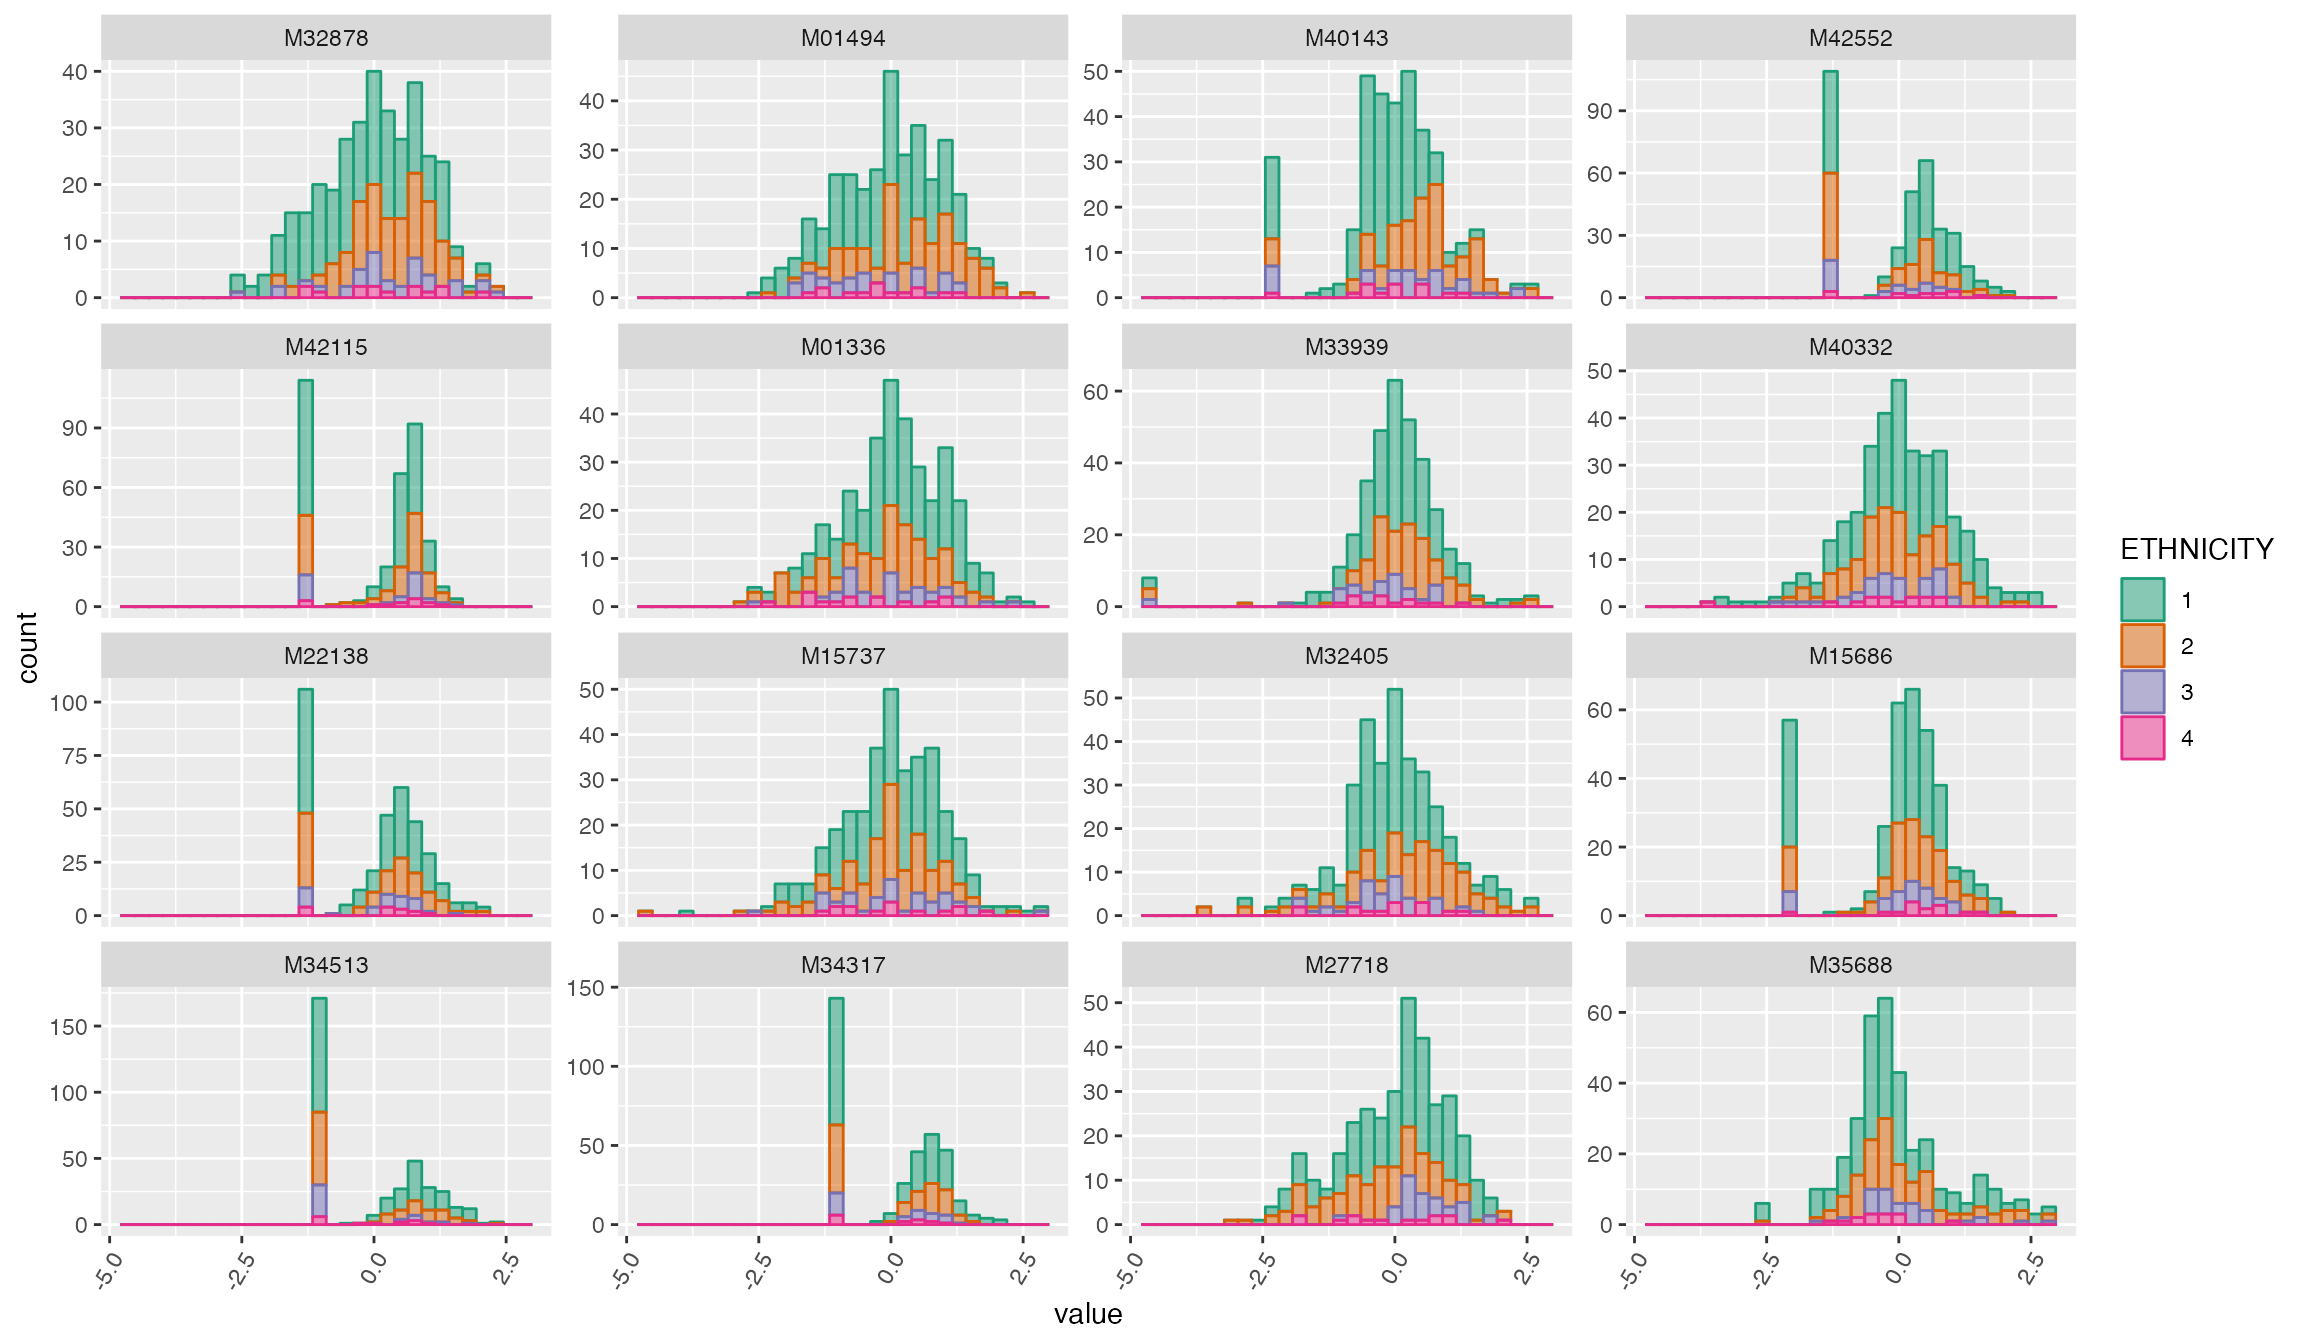 M32878 M01494 M40143 M42552
40 30 20 10 0
40 30 20 10 0
50 40 30 20 10 0
90 60 30 0
M42115 M01336 M33939 M40332
90 60 30 0
40 30 20 10 0
60 40 20 0
50 40 30 20 10 0
M22138 M15737 M32405 M15686
100 75 50 25 0
50 40 30 20 10 0
50 40 30 20 10 0
60 40 20 0
M34513 M34317 M27718 M35688
150 100 50 0
150 100 50 0
50 40 30 20 10 0
60 40 20 0
-5.0 -2.5 0.0 2.5 -5.0 -2.5 0.0 2.5 -5.0 -2.5 0.0 2.5 -5.0 -2.5 0.0 2.5
value
count
ETHNICITY
1
2
3
4